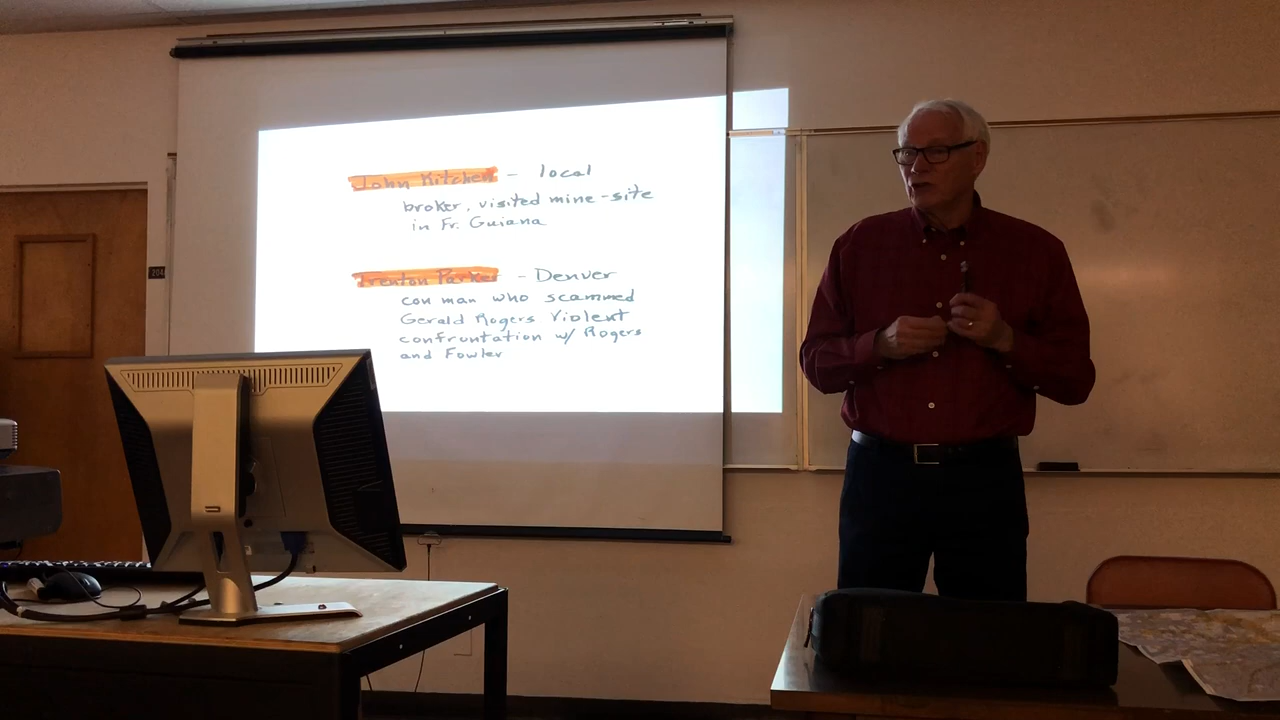 John Kitchen - local
broker, visited mine-site
in Fr. Guiana
Trenton Parker - Denver
con man who scammed
Gerald Rogers Violent
confrontation w/ Rogers
and Fowler